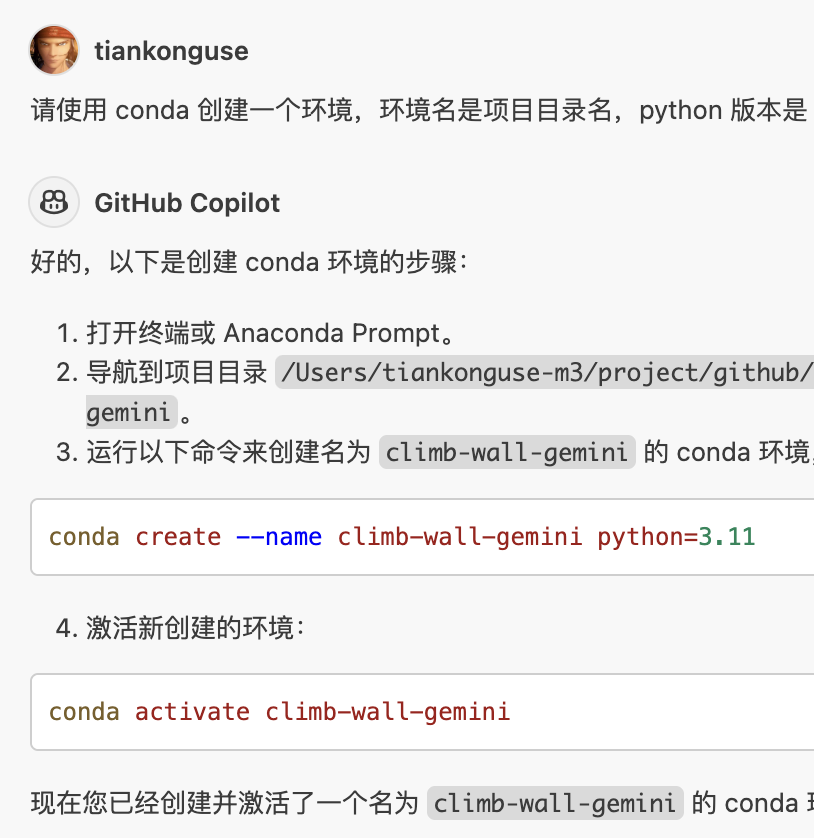 tiankonguse
请使用 conda 创建一个环境，环境名是项目目录名，python 版本是
GitHub Copilot
好的，以下是创建 conda 环境的步骤：
1. 打开终端或 Anaconda Prompt。
2. 导航到项目目录 /Users/tiankonguse-m3/project/github/
gemini 。
3. 运行以下命令来创建名为 climb-wall-gemini 的 conda 环境，
conda create --name climb-wall-gemini python=3.11
4. 激活新创建的环境：
conda activate climb-wall-gemini
现在您已经创建并激活了一个名为 climb-wall-gemini 的 conda